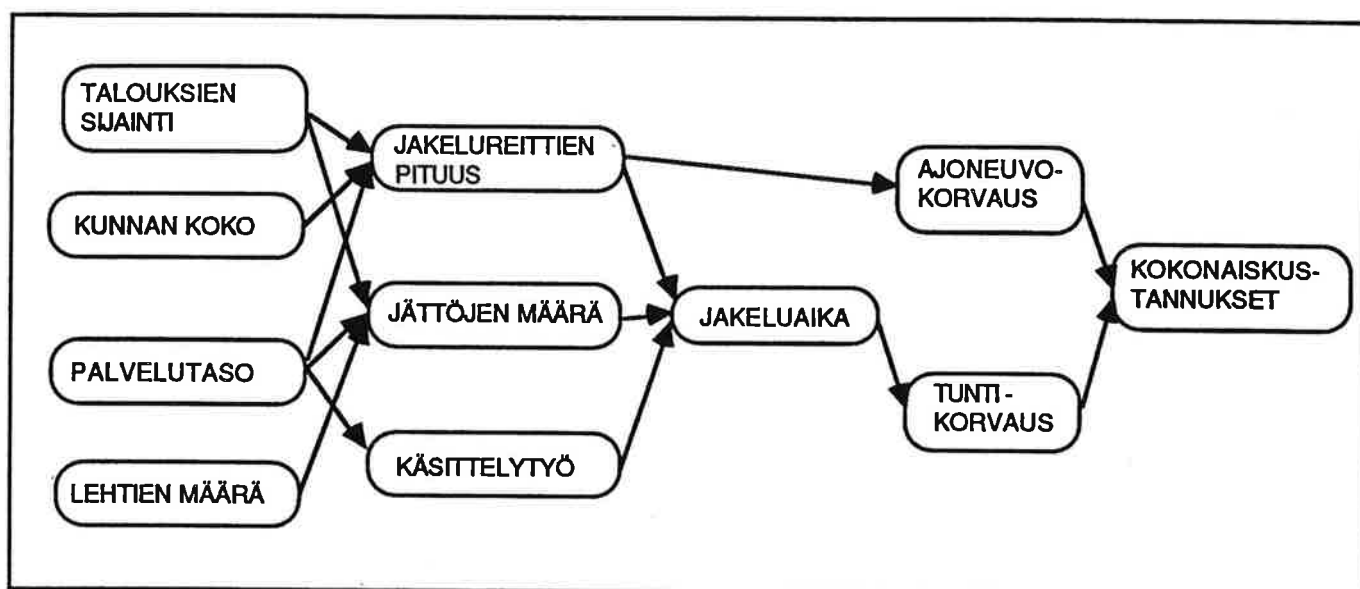 TALOUKSIEN
SIJAINTI
KUNNAN KOKO
PALVELUTASO
LEHTIEN MÄÄRÄ
JAKELUREITTIEN
PITUUS
JÄTTÖJEN MÄÄRÄ
KÄSITTELYTYÖ
JAKELUAIKA
AJONEUVO-
KORVAUS
TUNTI-
KORVAUS
KOKONAISKUS-
TANNUKSET